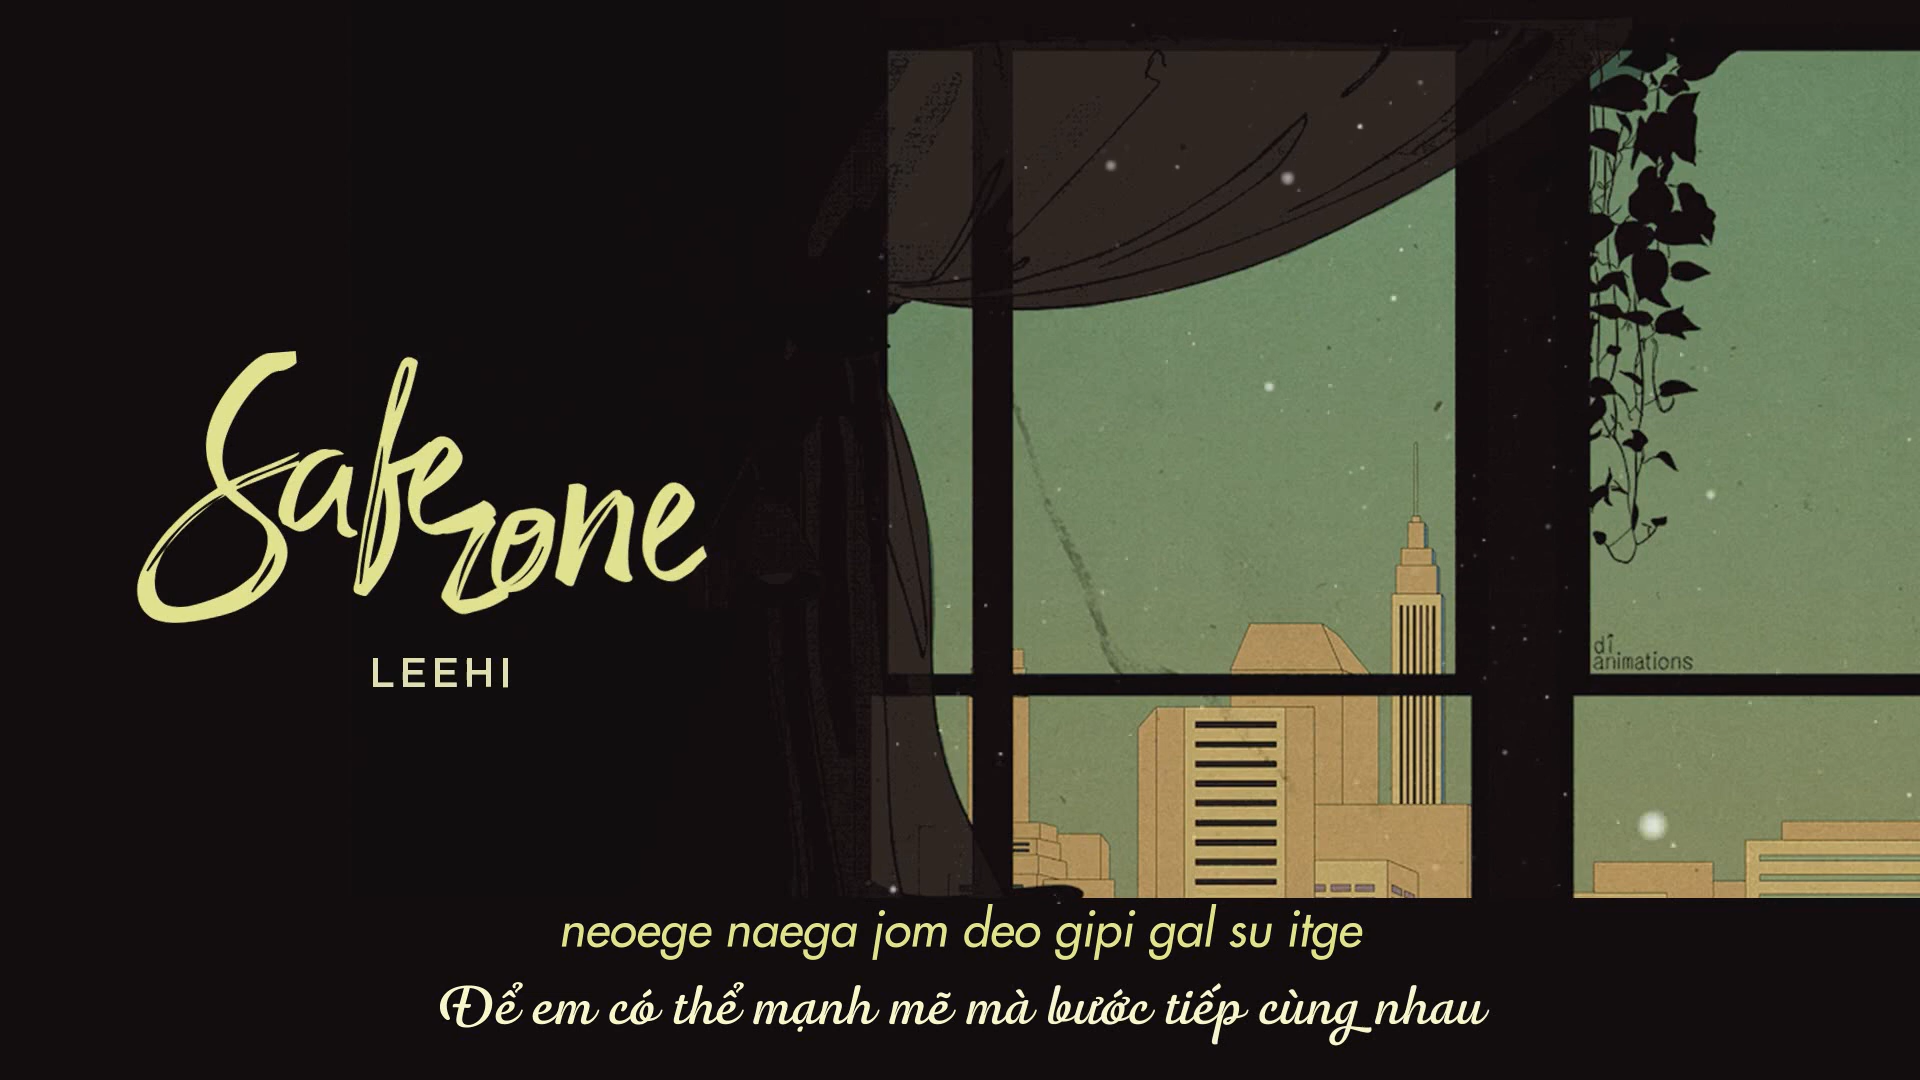 Safe zone
LEEHI
di
animations
neoege naega jom deo gipi gal su itge
Để em có thể mạnh mẽ mà bước tiếp cùng nhau